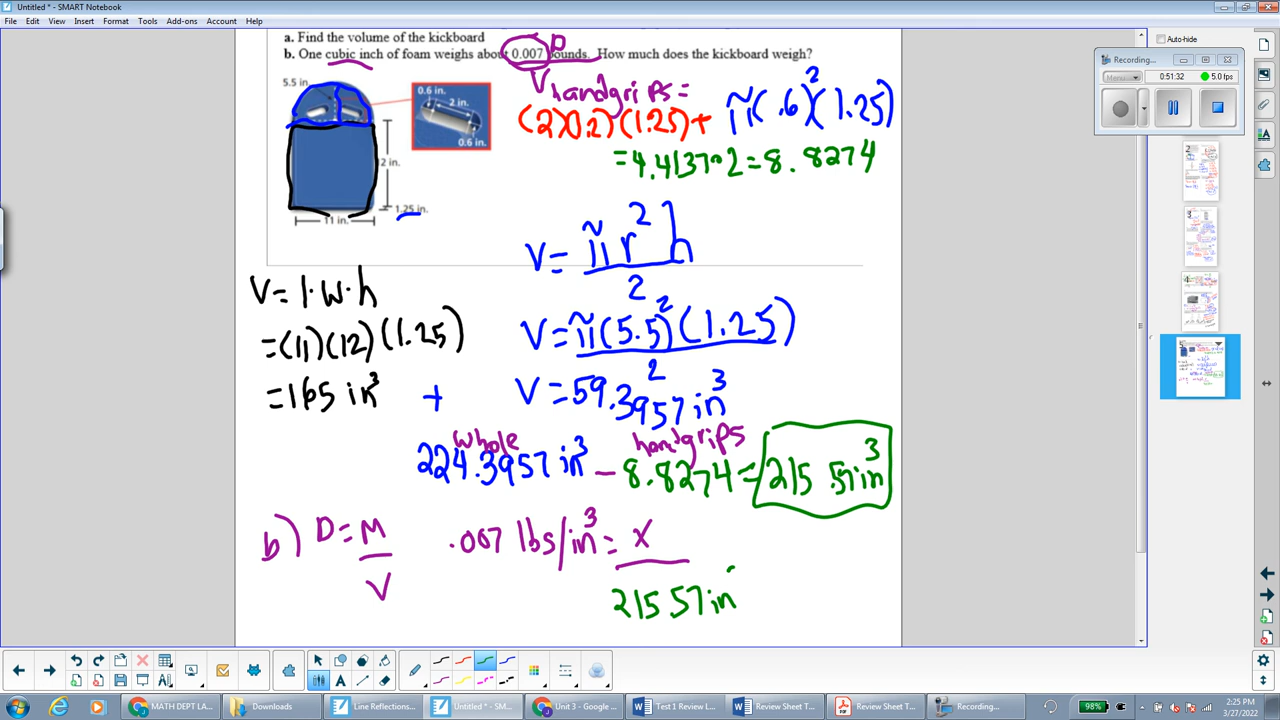 Untitled * - SMART Notebook
File Edit View Insert Format Tools Add-ons Account Help
Auto-hide
Recording...
Menu
0:51:32
5.0 fps
a. Find the volume of the kickboard
b. One cubic inch of foam weighs about 0.007 pounds. How much does the kickboard weigh?
D
V
5.5 in.
0.6 in.
2 in.
0.6 in.
2 in.
1.25 in.
11 in.
handgrips =
(2)(1.2)(1.25) + π(.6)²(1.25)
= 4.4137 • 2 = 8.8274
V = πr²h
2
V = l · w · h
= (11)(12)(1.25)
= 165 in³ +
V = π(5.5)²(1.25)
2
V = 59.3957 in³
whole handgrips
224.3957 in³ – 8.8274 = 215.57 in³
b) D = M
V
.007 lbs/in³ = x
215.57 in
MATH DEPT LA...
Downloads
Line Reflections...
Untitled * - SM...
Unit 3 - Google ...
Test 1 Review L...
Review Sheet T...
Review Sheet T...
Recording...
98%
2:25 PM
3/27/2022